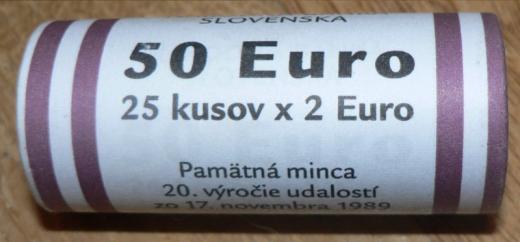 SLOVENSKA
50 Euro
25 kusov x 2 Euro
Pamätná minca
20. výročie udalostí
zo 17. novembra 1989